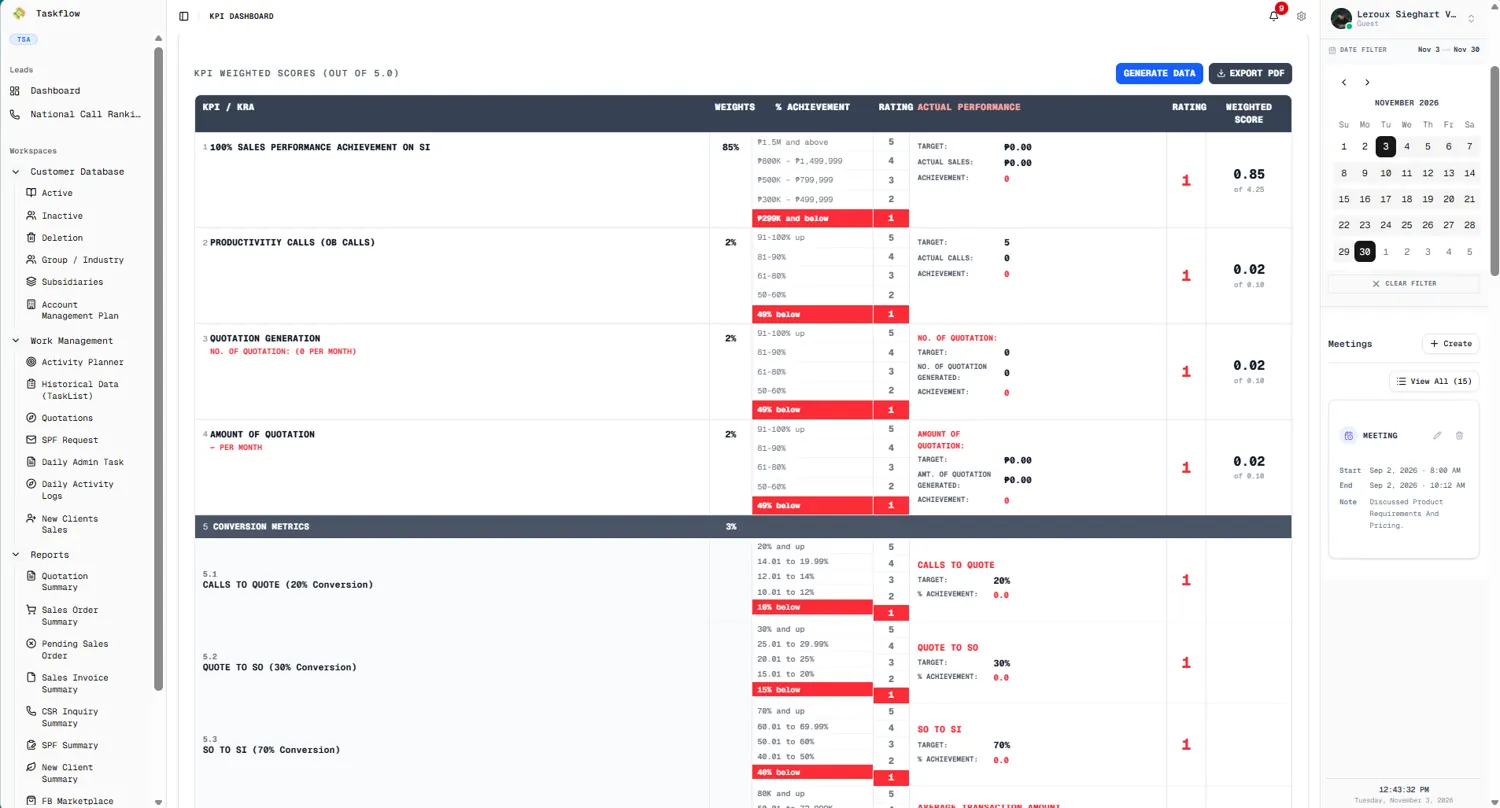 Taskflow
TSA
Leads
Dashboard
National Call Ranki…
Workspaces
Customer Database
Active
Inactive
Deletion
Group / Industry
Subsidiaries
Account
Management Plan
Work Management
Activity Planner
Historical Data
(TaskList)
Quotations
SPF Request
Daily Admin Task
Daily Activity
Logs
New Clients
Sales
Reports
Quotation
Summary
Sales Order
Summary
Pending Sales
Order
Sales Invoice
Summary
CSR Inquiry
Summary
SPF Summary
New Client
Summary
FB Marketplace
KPI DASHBOARD
9
KPI WEIGHTED SCORES (OUT OF 5.0)
GENERATE DATA
EXPORT PDF
KPI / KRA WEIGHTS % ACHIEVEMENT RATING ACTUAL PERFORMANCE RATING WEIGHTED
SCORE
1 100% SALES PERFORMANCE ACHIEVEMENT ON SI 85%
₱1.5M and above 5
₱800K – ₱1,499,999 4
₱500K – ₱799,999 3
₱300K – ₱499,999 2
₱299K and below 1
TARGET: ₱0.00
ACTUAL SALES: ₱0.00
ACHIEVEMENT: 0
1
0.85
of 4.25
2 PRODUCTIVITIY CALLS (OB CALLS) 2%
91-100% up 5
81-90% 4
61-80% 3
50-60% 2
49% below 1
TARGET: 5
ACTUAL CALLS: 0
ACHIEVEMENT: 0
1
0.02
of 0.10
3 QUOTATION GENERATION 2%
NO. OF QUOTATION: (0 PER MONTH)
91-100% up 5
81-90% 4
61-80% 3
50-60% 2
49% below 1
NO. OF QUOTATION:
TARGET: 0
NO. OF QUOTATION
GENERATED: 0
ACHIEVEMENT: 0
1
0.02
of 0.10
4 AMOUNT OF QUOTATION 2%
— PER MONTH
91-100% up 5
81-90% 4
61-80% 3
50-60% 2
49% below 1
AMOUNT OF
QUOTATION:
TARGET: ₱0.00
AMT. OF QUOTATION
GENERATED: ₱0.00
ACHIEVEMENT: 0
1
0.02
of 0.10
5 CONVERSION METRICS 3%
5.1
CALLS TO QUOTE (20% Conversion)
20% and up 5
14.01 to 19.99% 4
12.01 to 14% 3
10.01 to 12% 2
10% below 1
CALLS TO QUOTE
TARGET: 20%
% ACHIEVEMENT: 0.0
1
5.2
QUOTE TO SO (30% Conversion)
30% and up 5
25.01 to 29.99% 4
20.01 to 25% 3
15.01 to 20% 2
15% below 1
QUOTE TO SO
TARGET: 30%
% ACHIEVEMENT: 0.0
1
5.3
SO TO SI (70% Conversion)
70% and up 5
60.01 to 69.99% 4
50.01 to 60% 3
40.01 to 50% 2
40% below 1
SO TO SI
TARGET: 70%
% ACHIEVEMENT: 0.0
1
80K and up 5
AVERAGE TRANSACTION AMOUNT
Leroux Sieghart V…
Guest
DATE FILTER Nov 3 — Nov 30
NOVEMBER 2026
Su Mo Tu We Th Fr Sa
1 2 3 4 5 6 7
8 9 10 11 12 13 14
15 16 17 18 19 20 21
22 23 24 25 26 27 28
29 30 1 2 3 4 5
CLEAR FILTER
Meetings
Create
View All (15)
MEETING
Start Sep 2, 2026 · 8:00 AM
End Sep 2, 2026 · 10:12 AM
Note Discussed Product
Requirements And
Pricing.
12:43:32 PM
Tuesday, November 3, 2026